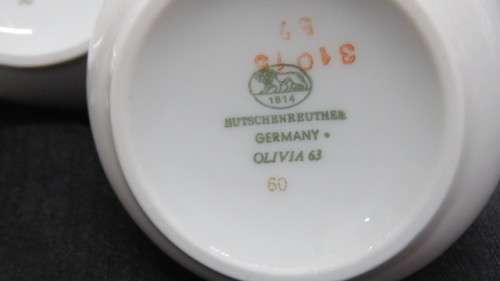 1814
HUTSCHENREUTHER
GERMANY
OLIVIA 63
60